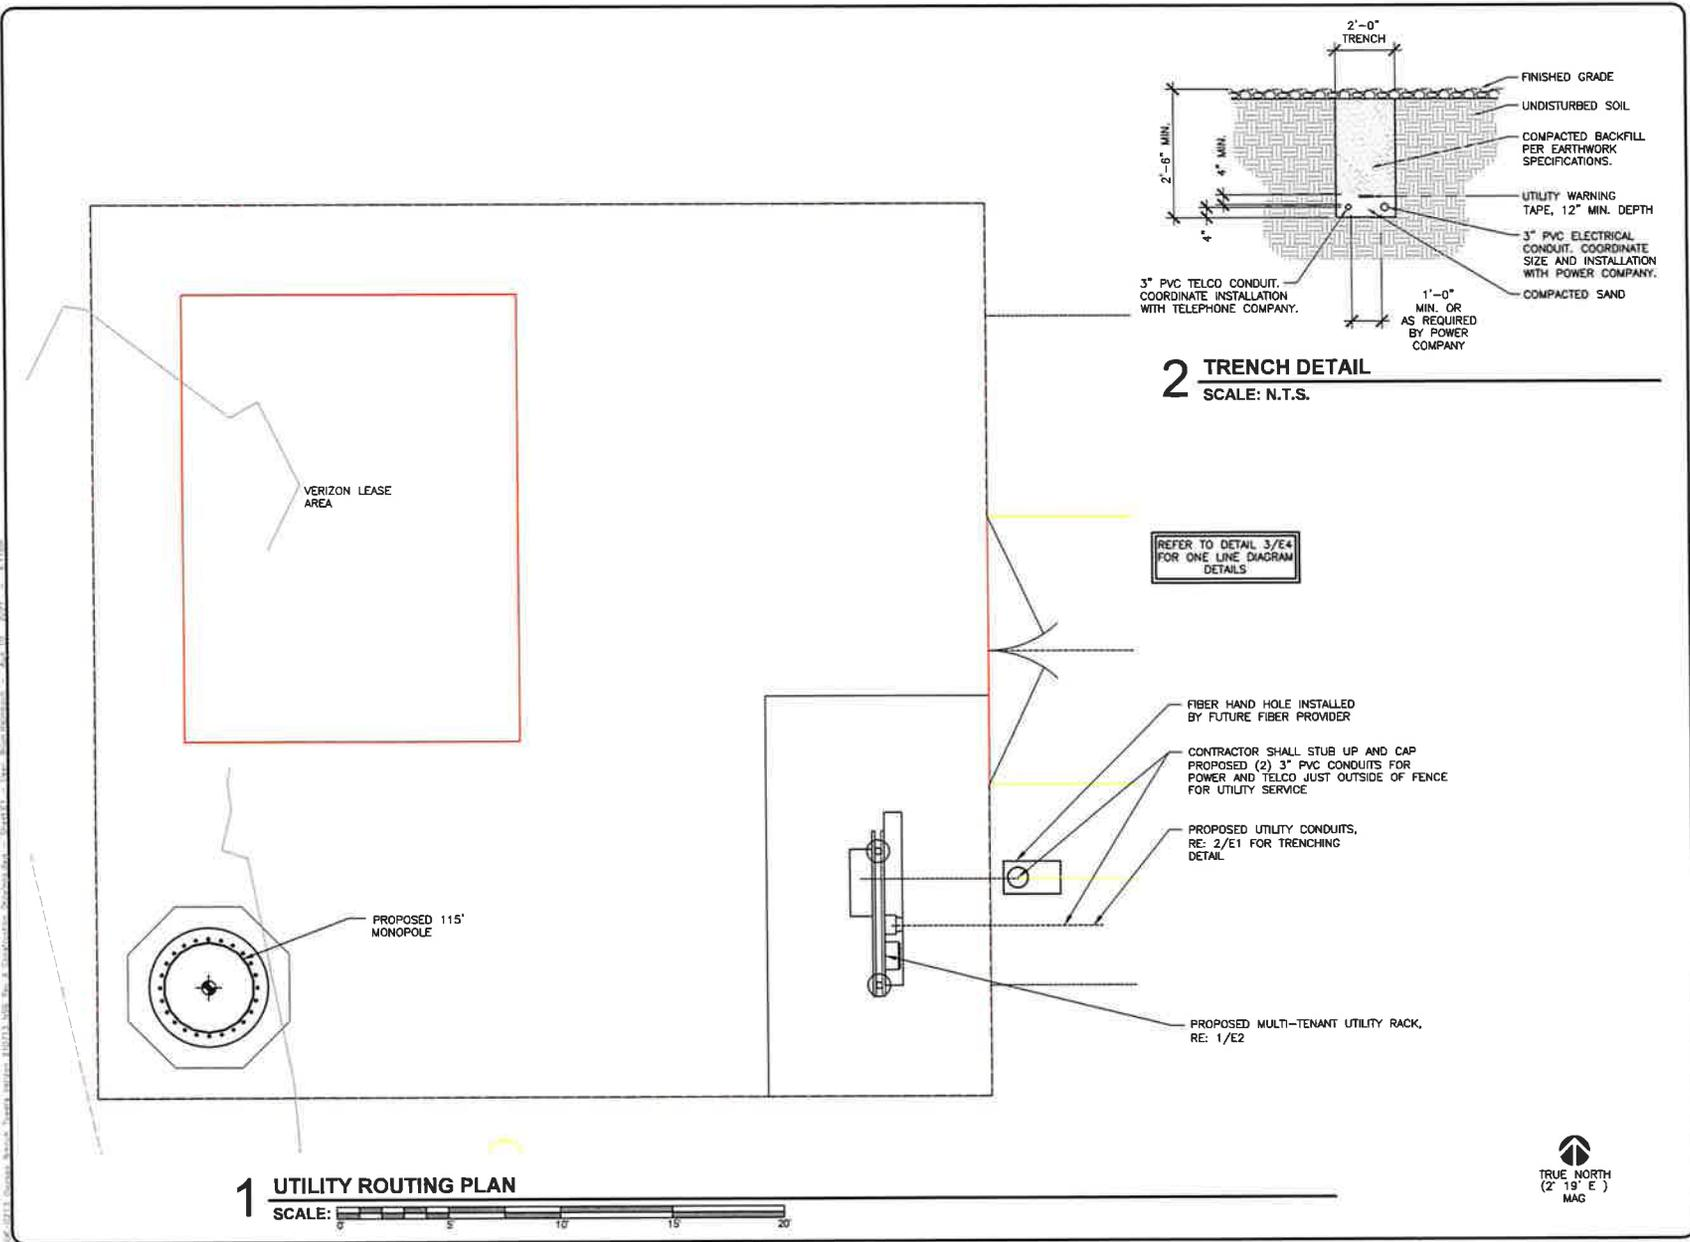 2'-0"
TRENCH
FINISHED GRADE
UNDISTURBED SOIL
COMPACTED BACKFILL
PER EARTHWORK
SPECIFICATIONS.
2'-6" MIN.
4" MIN.
4"
UTILITY WARNING
TAPE, 12" MIN. DEPTH
3" PVC ELECTRICAL
CONDUIT. COORDINATE
SIZE AND INSTALLATION
WITH POWER COMPANY.
COMPACTED SAND
3" PVC TELCO CONDUIT.
COORDINATE INSTALLATION
WITH TELEPHONE COMPANY.
1'-0"
MIN. OR
AS REQUIRED
BY POWER
COMPANY
2 TRENCH DETAIL
SCALE: N.T.S.
VERIZON LEASE
AREA
REFER TO DETAIL 3/E4
FOR ONE LINE DIAGRAM
DETAILS
FIBER HAND HOLE INSTALLED
BY FUTURE FIBER PROVIDER
CONTRACTOR SHALL STUB UP AND CAP
PROPOSED (2) 3" PVC CONDUITS FOR
POWER AND TELCO JUST OUTSIDE OF FENCE
FOR UTILITY SERVICE
PROPOSED UTILITY CONDUITS,
RE: 2/E1 FOR TRENCHING
DETAIL
PROPOSED 115'
MONOPOLE
PROPOSED MULTI-TENANT UTILITY RACK,
RE: 1/E2
1 UTILITY ROUTING PLAN
SCALE:
0' 5' 10' 15' 20'
TRUE NORTH
(2' 19' E )
MAG